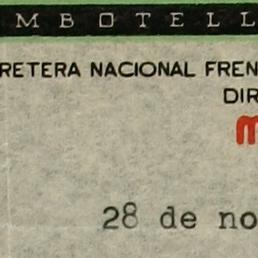 MBOTELL
RETERA NACIONAL FREN
DIR
m
28 de no